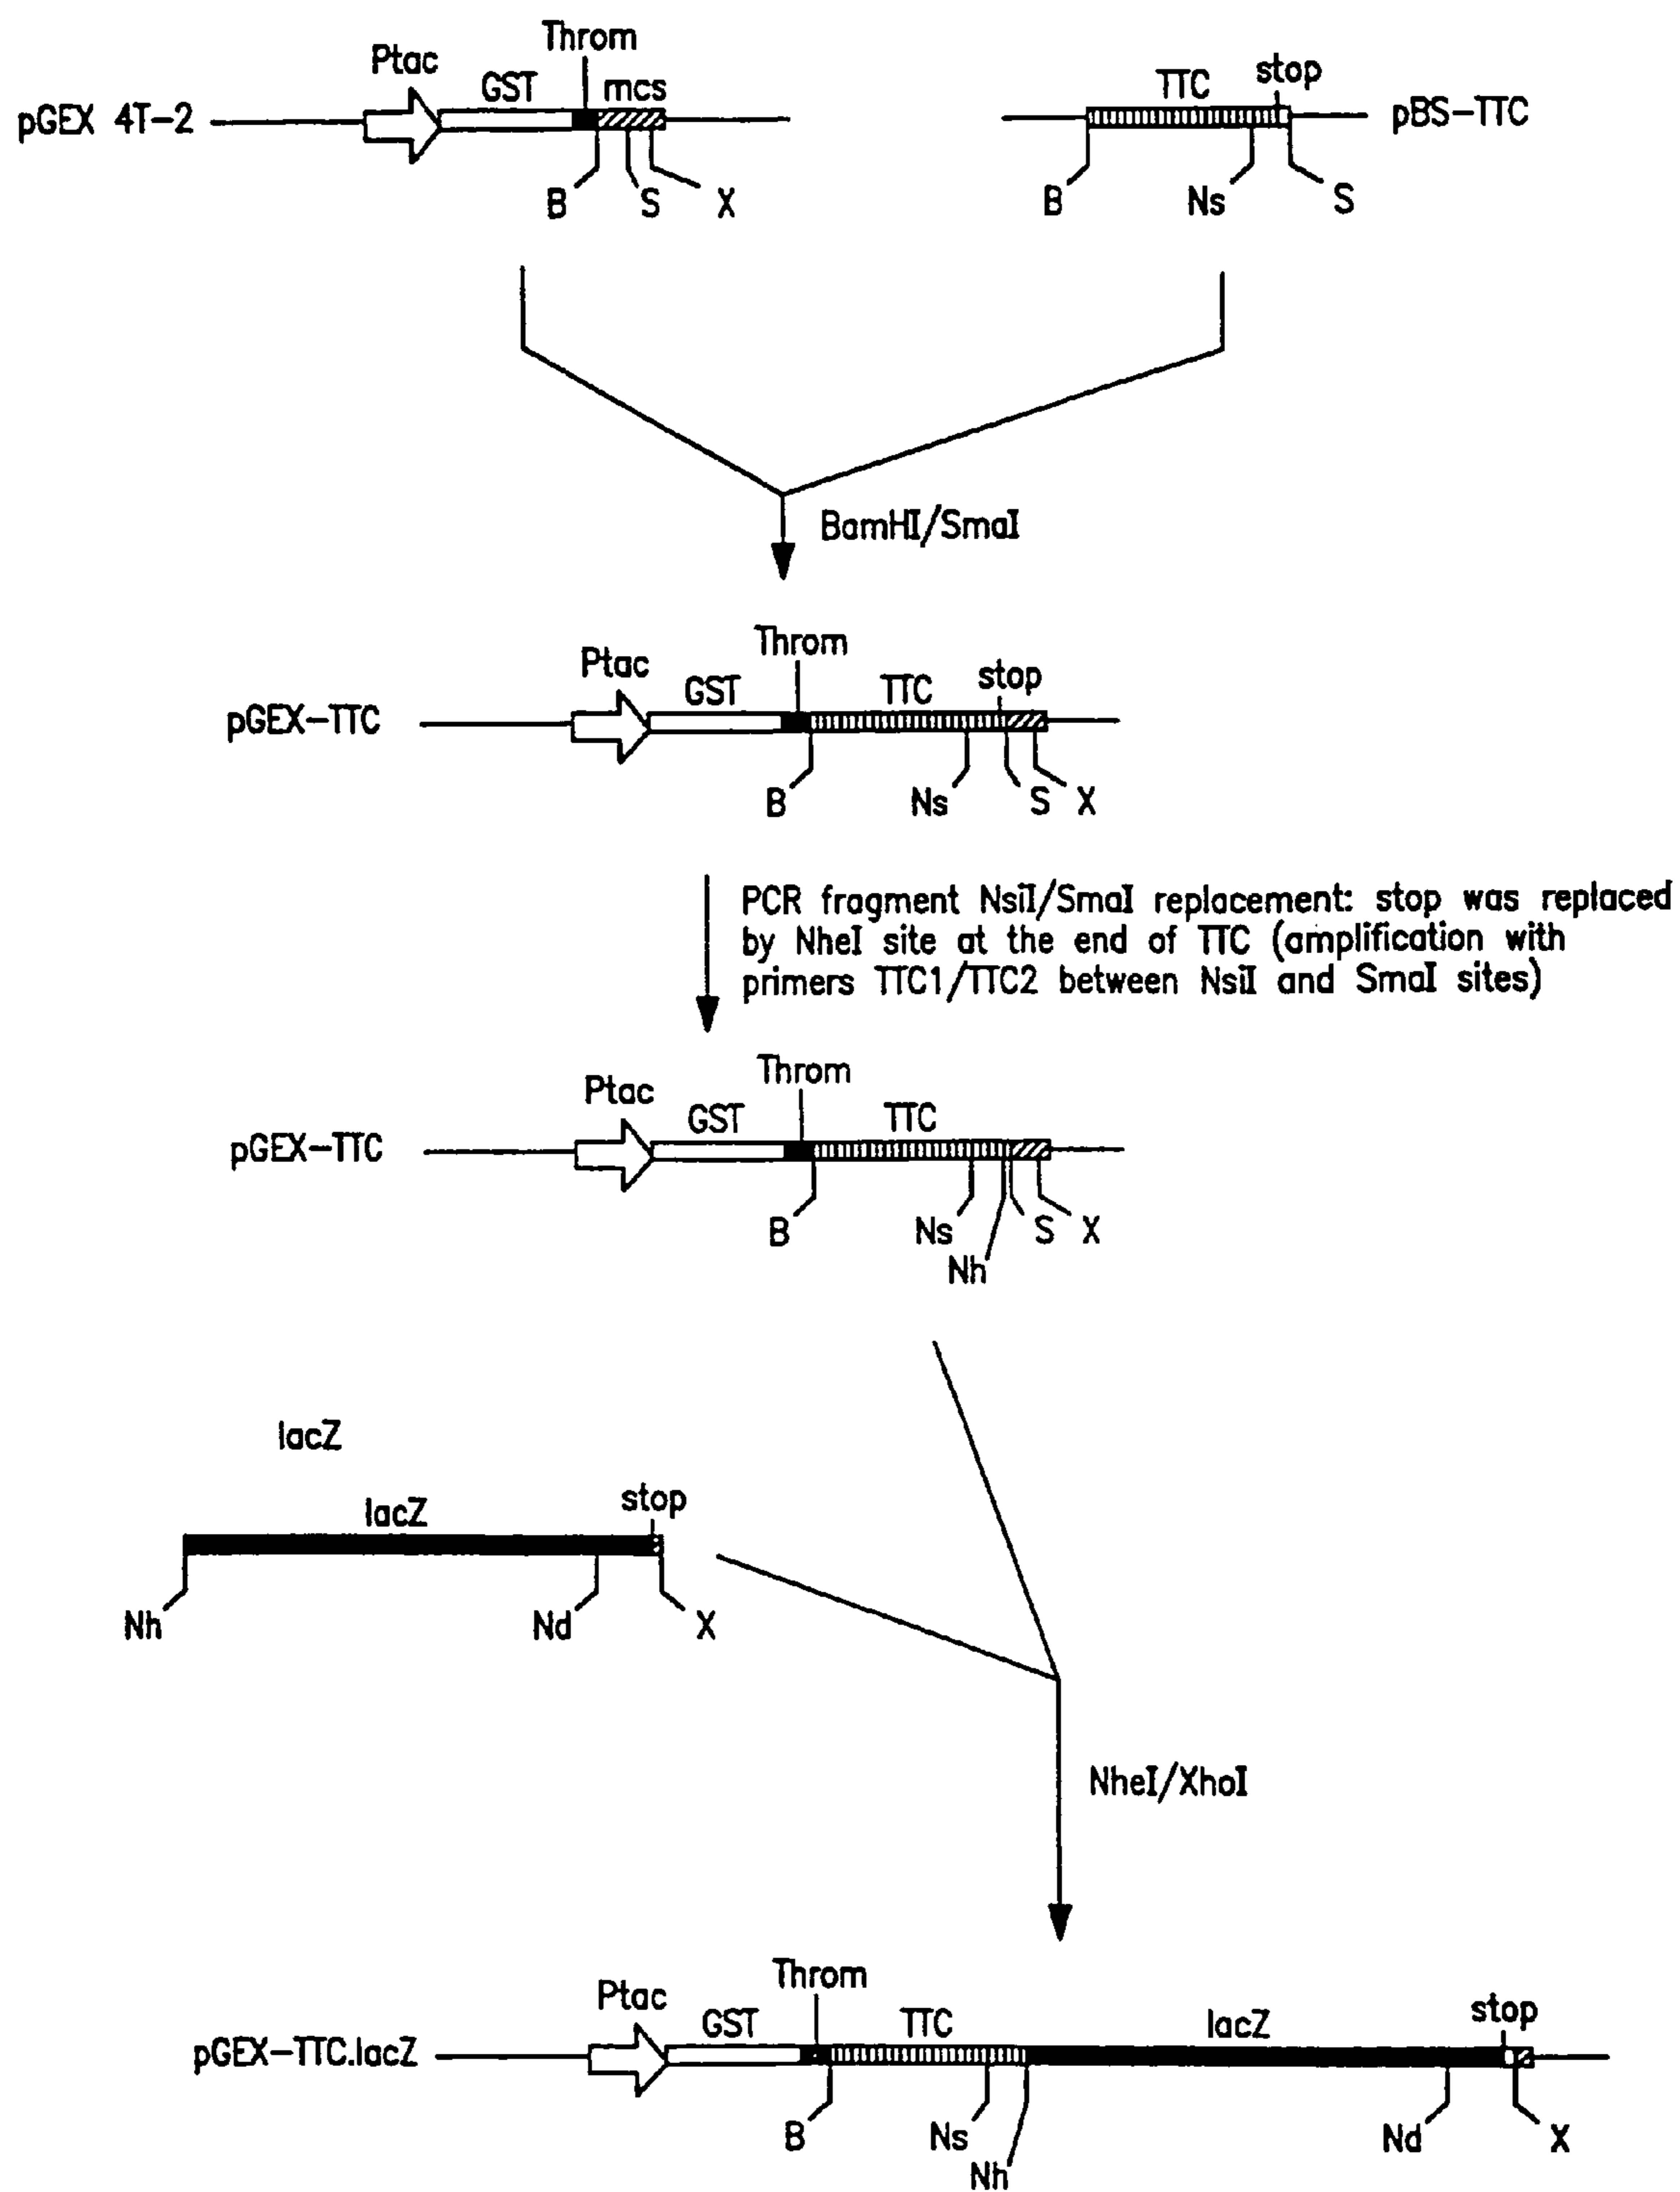 Throm
Ptac
GST
mcs
pGEX 4T-2
B
S
X
TTC
stop
pBS-TTC
B
Ns
S
BamHI/SmaI
Throm
Ptac
GST
TTC
stop
pGEX-TTC
B
Ns
S
X
PCR fragment NsiI/SmaI replacement: stop was replaced
by NheI site at the end of TTC (amplification with
primers TTC1/TTC2 between NsiI and SmaI sites)
Throm
Ptac
GST
TTC
pGEX-TTC
B
Ns
S
X
Nh
lacZ
lacZ
stop
Nh
Nd
X
NheI/XhoI
Throm
Ptac
GST
TTC
lacZ
stop
pGEX-TTC.lacZ
B
Ns
Nh
Nd
X